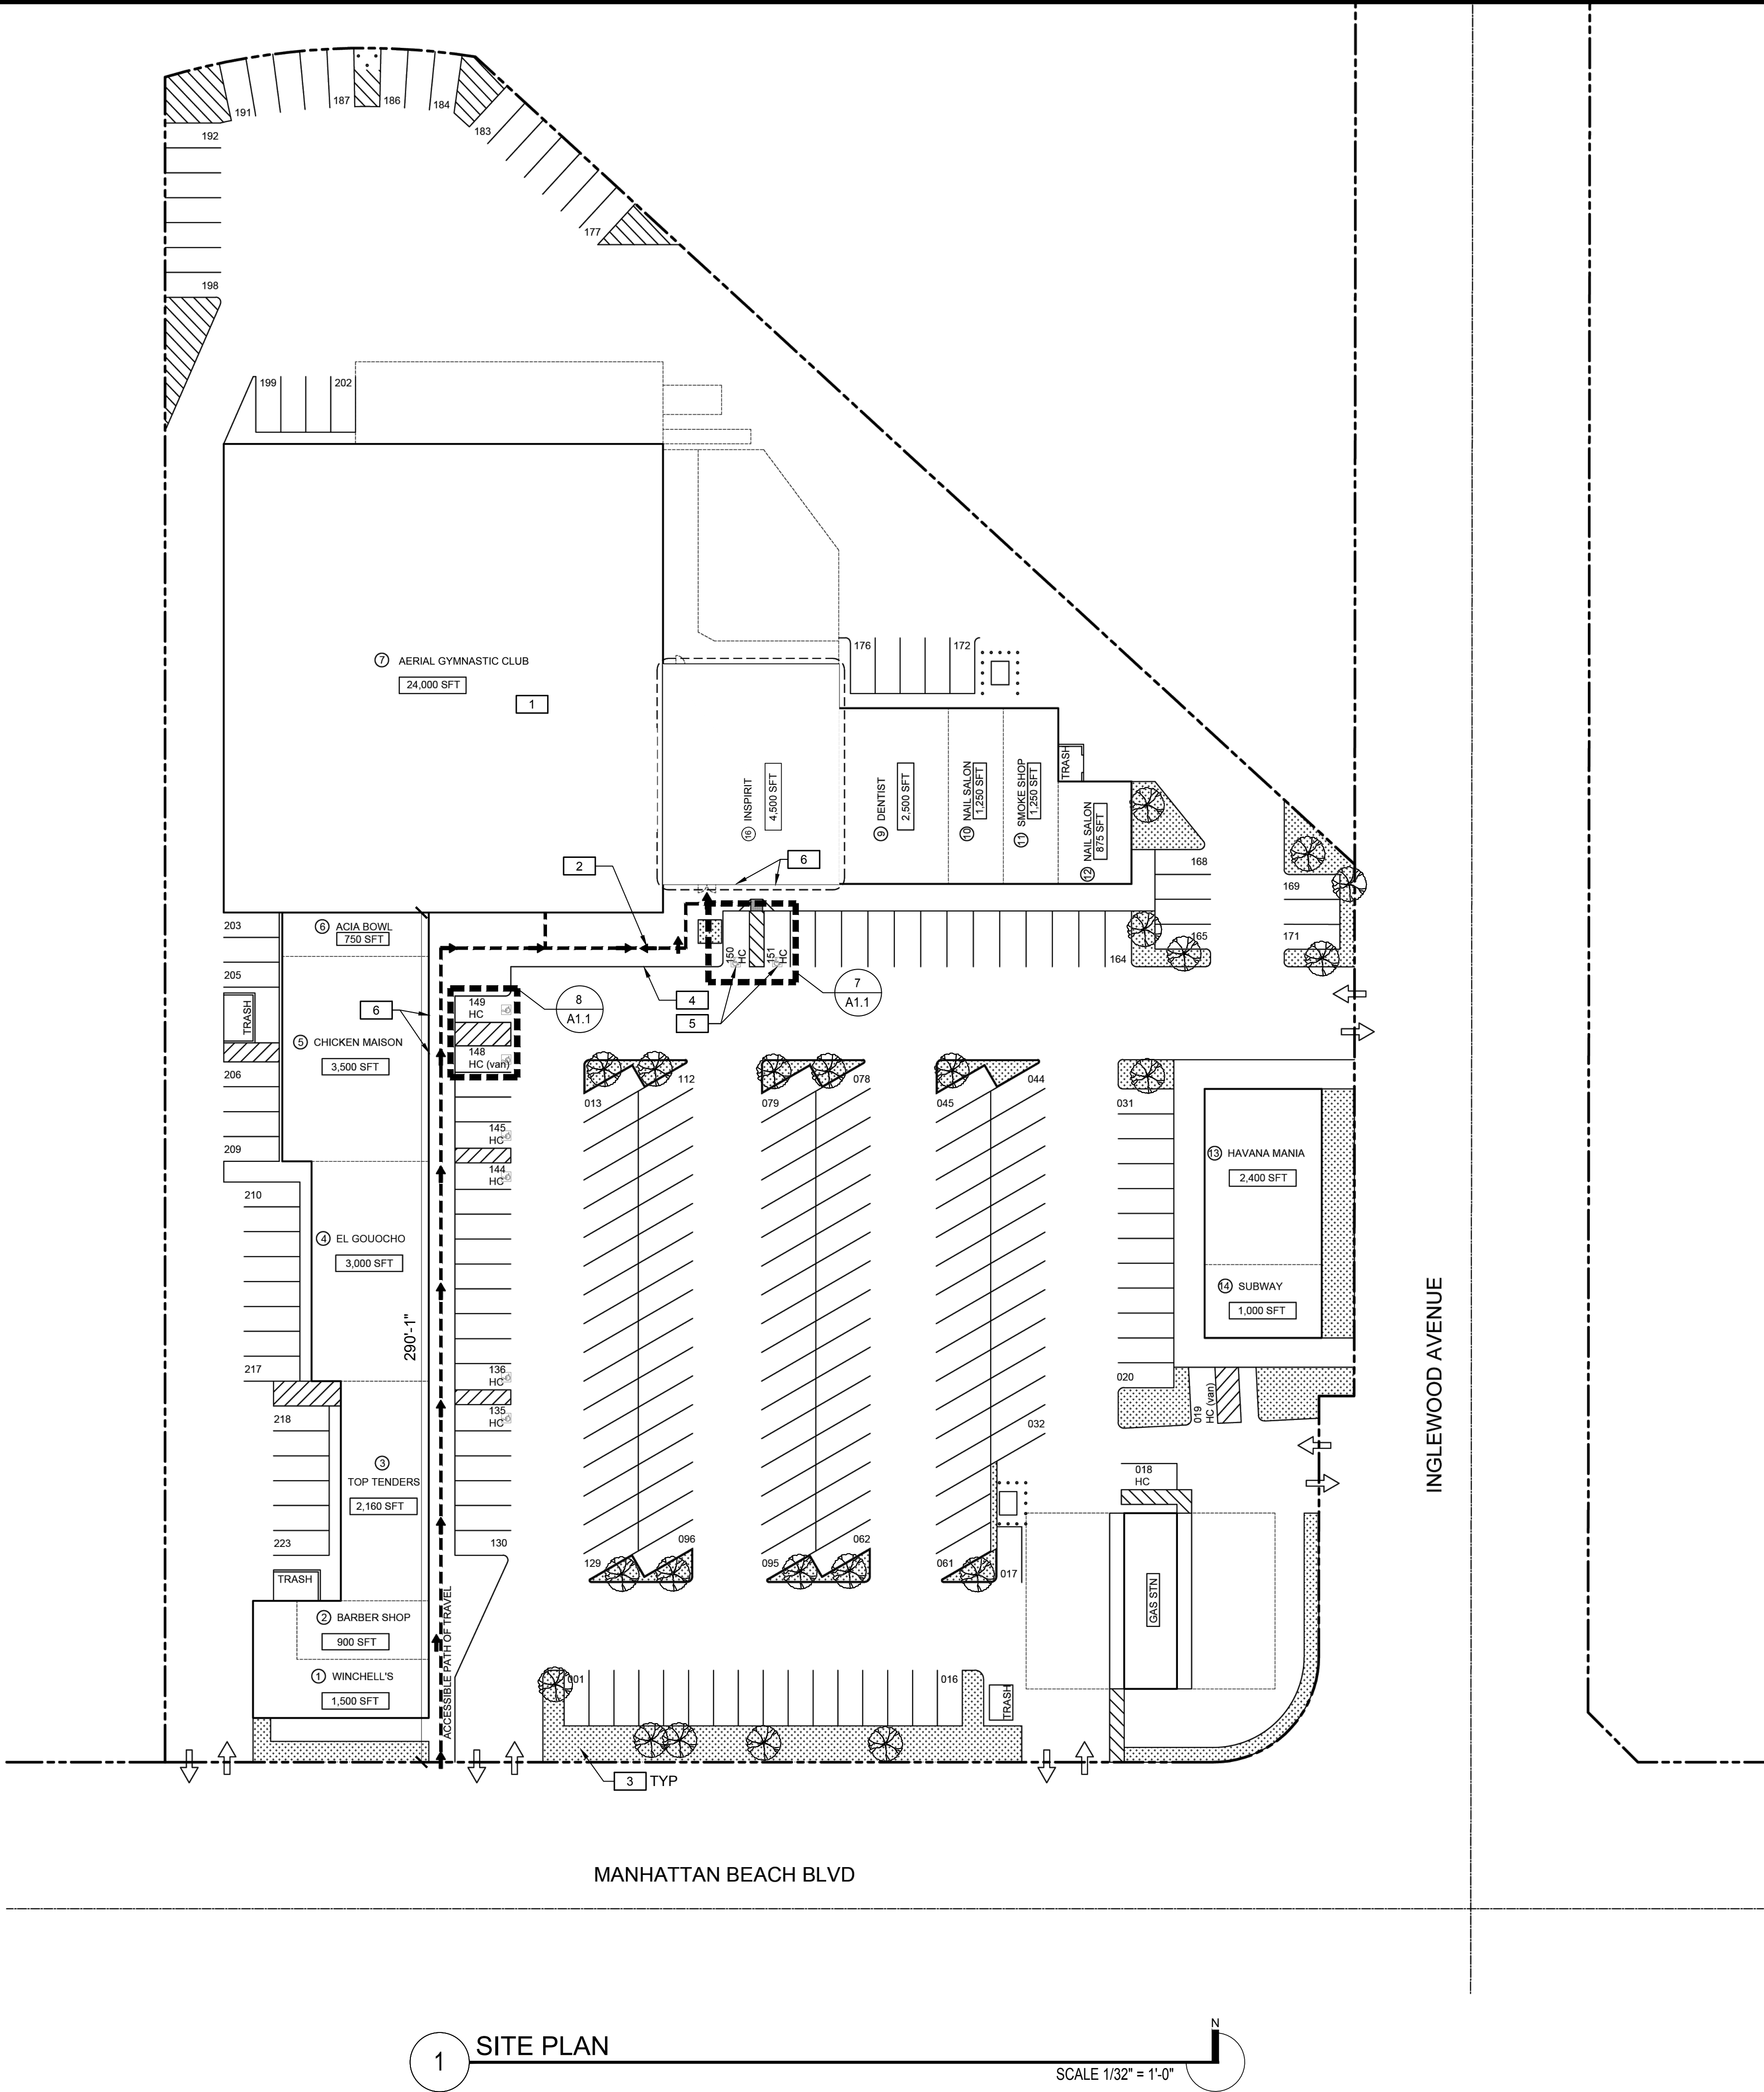 187
186
184
191
183
192
177
198
199
202
176
172
7
AERIAL GYMNASTIC CLUB
24,000 SFT
1
TRASH
16
INSPIRIT
4,500 SFT
9
DENTIST
2,500 SFT
10
NAIL SALON
1,250 SFT
11
SMOKE SHOP
1,250 SFT
12
NAIL SALON
875 SFT
2
6
168
169
203
6
ACIA BOWL
750 SFT
165
171
150
HC
151
HC
164
205
7
A1.1
4
5
149
HC
8
A1.1
TRASH
6
5
CHICKEN MAISON
3,500 SFT
148
HC (van)
206
112
078
044
013
079
045
031
145
HC
209
144
HC
13
HAVANA MANIA
2,400 SFT
210
4
EL GOUOCHO
3,000 SFT
14
SUBWAY
1,000 SFT
290'-1"
INGLEWOOD AVENUE
217
136
HC
020
019
HC (van)
218
135
HC
032
3
TOP TENDERS
2,160 SFT
018
HC
223
130
096
062
129
095
061
017
TRASH
GAS STN
2
BARBER SHOP
900 SFT
ACCESSIBLE PATH OF TRAVEL
1
WINCHELL'S
1,500 SFT
001
016
TRASH
3 TYP
MANHATTAN BEACH BLVD
N
1
SITE PLAN
SCALE 1/32" = 1'-0"